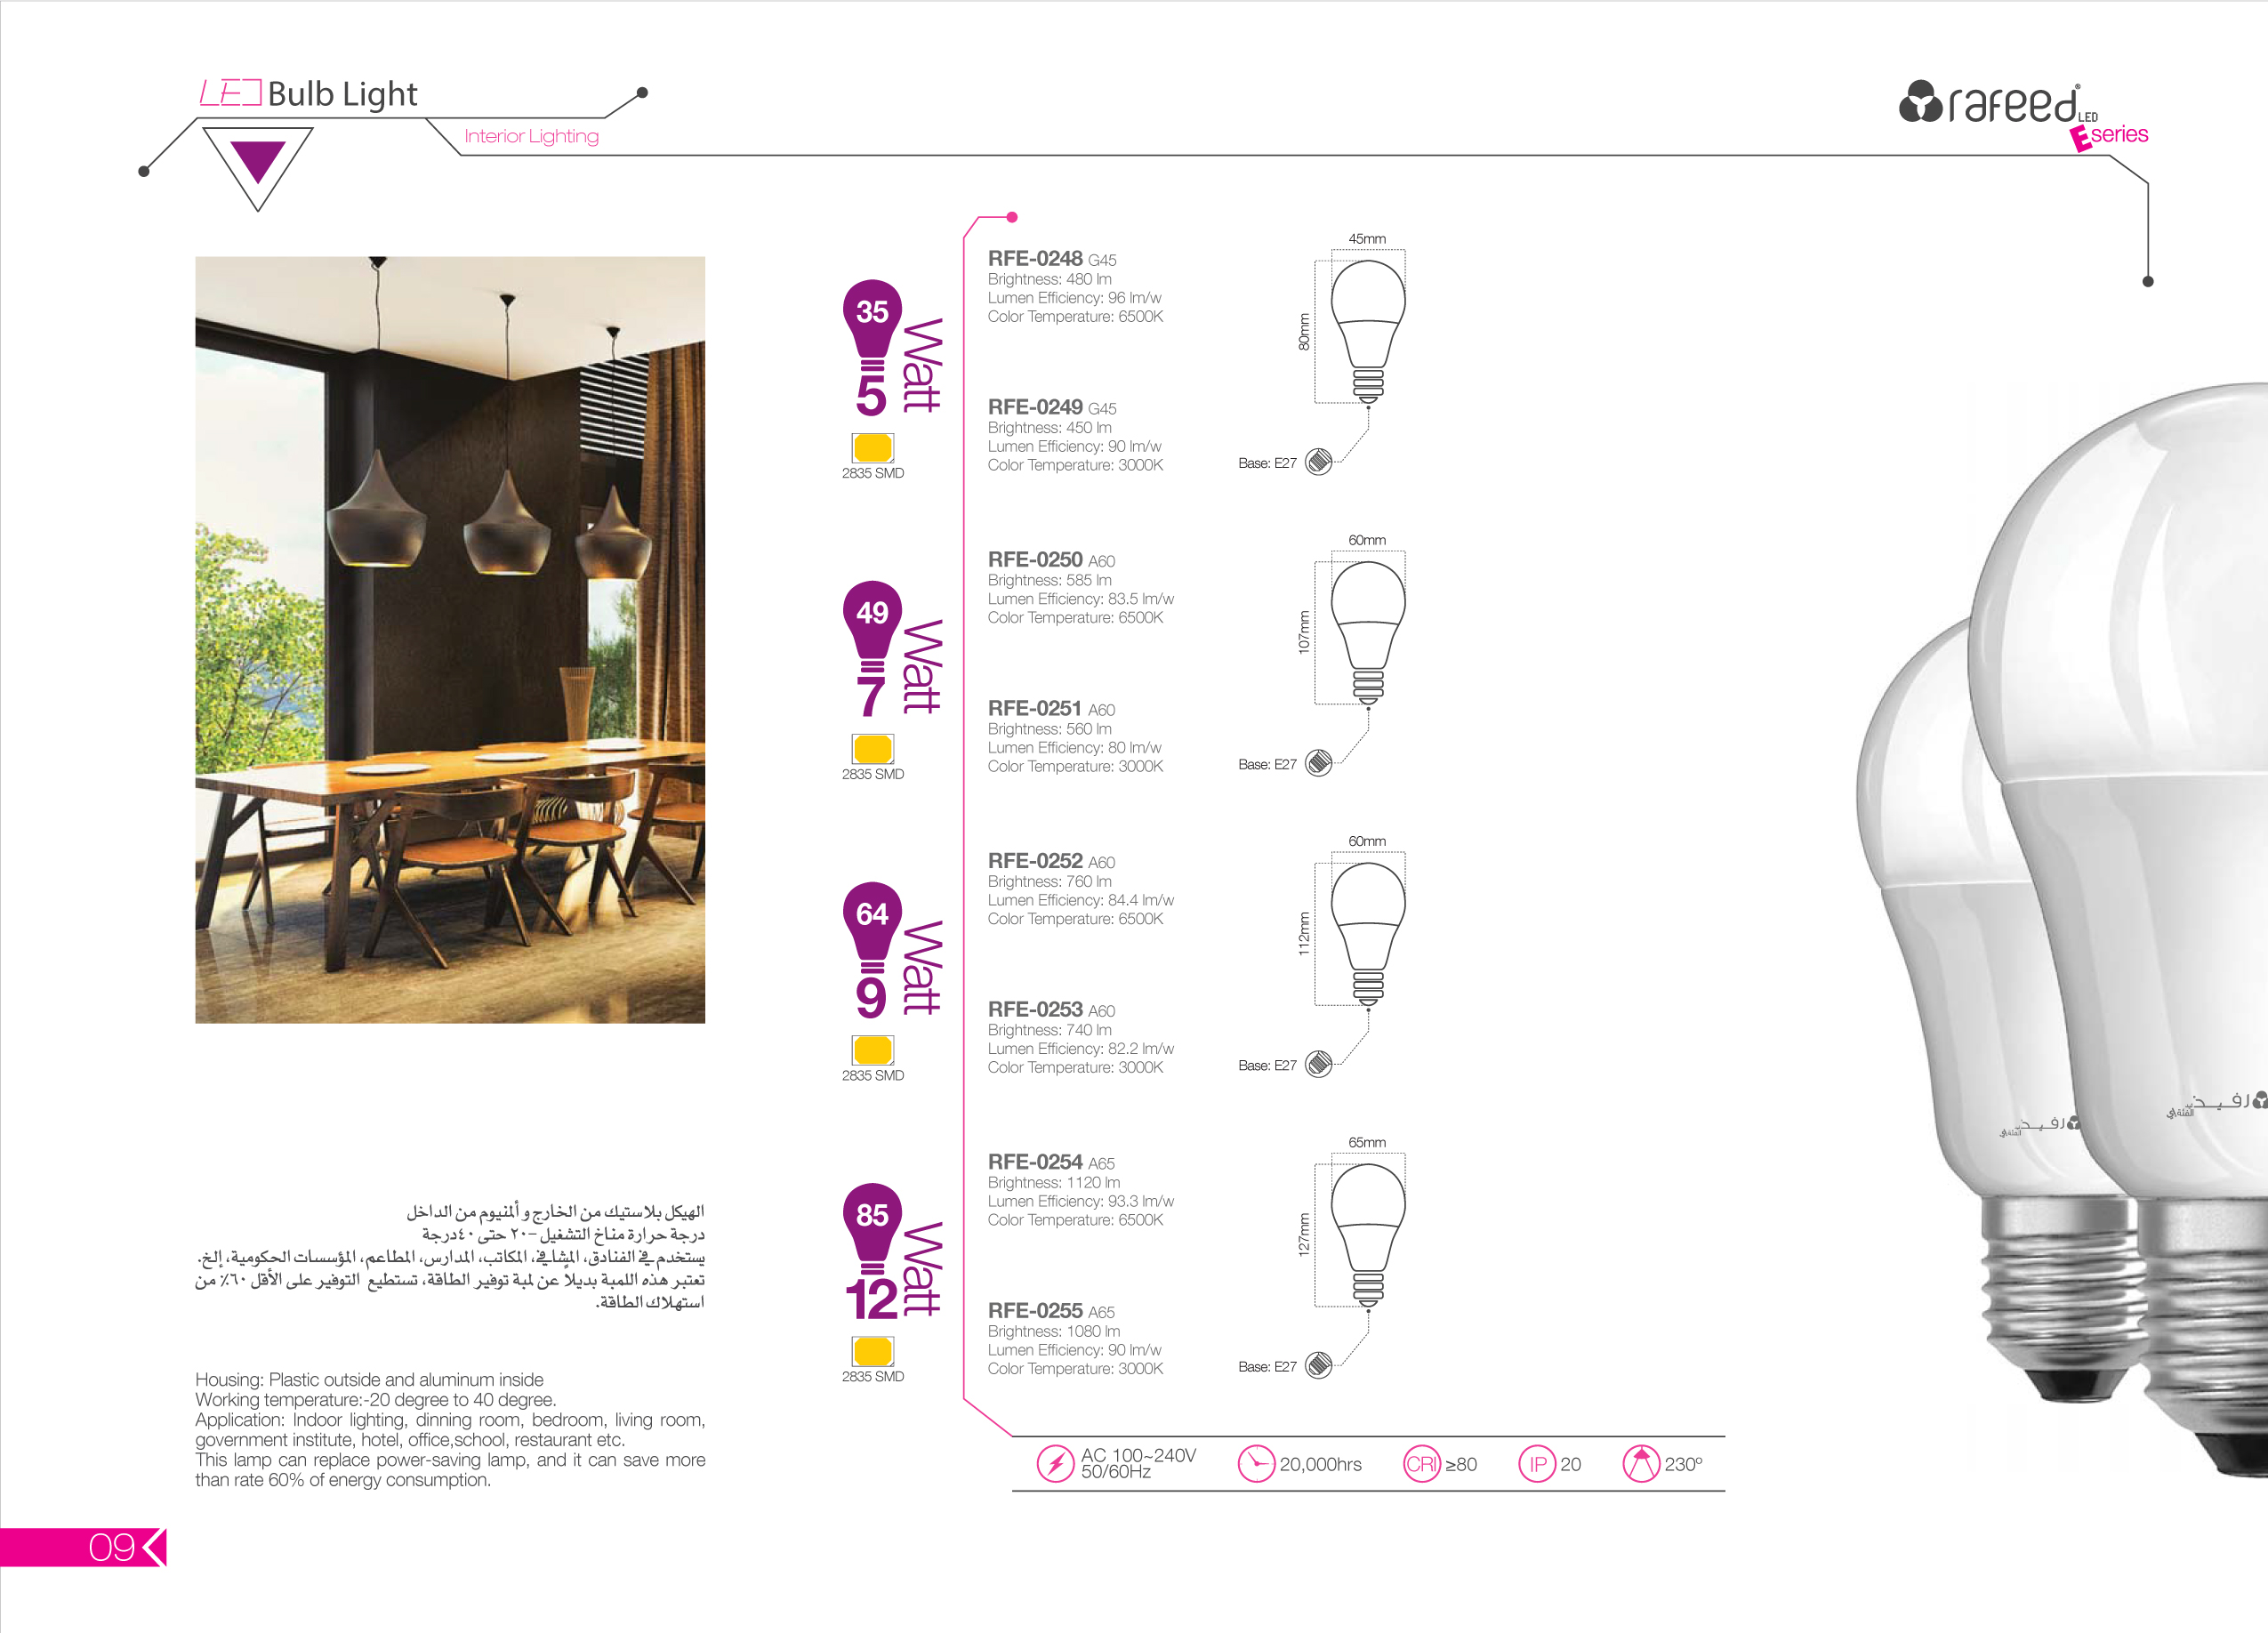 LED Bulb Light
Interior Lighting
rafeed®
LED
E series
35
5
Watt
2835 SMD
RFE-0248 G45
Brightness: 480 lm
Lumen Efficiency: 96 lm/w
Color Temperature: 6500K
RFE-0249 G45
Brightness: 450 lm
Lumen Efficiency: 90 lm/w
Color Temperature: 3000K
45mm
80mm
Base: E27
49
7
Watt
2835 SMD
RFE-0250 A60
Brightness: 585 lm
Lumen Efficiency: 83.5 lm/w
Color Temperature: 6500K
RFE-0251 A60
Brightness: 560 lm
Lumen Efficiency: 80 lm/w
Color Temperature: 3000K
60mm
107mm
Base: E27
64
9
Watt
2835 SMD
RFE-0252 A60
Brightness: 760 lm
Lumen Efficiency: 84.4 lm/w
Color Temperature: 6500K
RFE-0253 A60
Brightness: 740 lm
Lumen Efficiency: 82.2 lm/w
Color Temperature: 3000K
60mm
112mm
Base: E27
85
12
Watt
2835 SMD
RFE-0254 A65
Brightness: 1120 lm
Lumen Efficiency: 93.3 lm/w
Color Temperature: 6500K
RFE-0255 A65
Brightness: 1080 lm
Lumen Efficiency: 90 lm/w
Color Temperature: 3000K
65mm
127mm
Base: E27
رفيد
رفيد
الهيكل بلاستيك من الخارج و ألمنيوم من الداخل
درجة حرارة مناخ التشغيل -٢٠ حتى ٤٠درجة
يستخدم في الفنادق، المشافي، المكاتب، المدارس، المطاعم، المؤسسات الحكومية، إلخ.
تعتبر هذه اللمبة بديلاً عن لمبة توفير الطاقة، تستطيع التوفير على الأقل ٦٠٪ من
استهلاك الطاقة.
Housing: Plastic outside and aluminum inside
Working temperature:-20 degree to 40 degree.
Application: Indoor lighting, dinning room, bedroom, living room,
government institute, hotel, office,school, restaurant etc.
This lamp can replace power-saving lamp, and it can save more
than rate 60% of energy consumption.
AC 100~240V
50/60Hz
20,000hrs
CRI ≥80
IP 20
230º
09